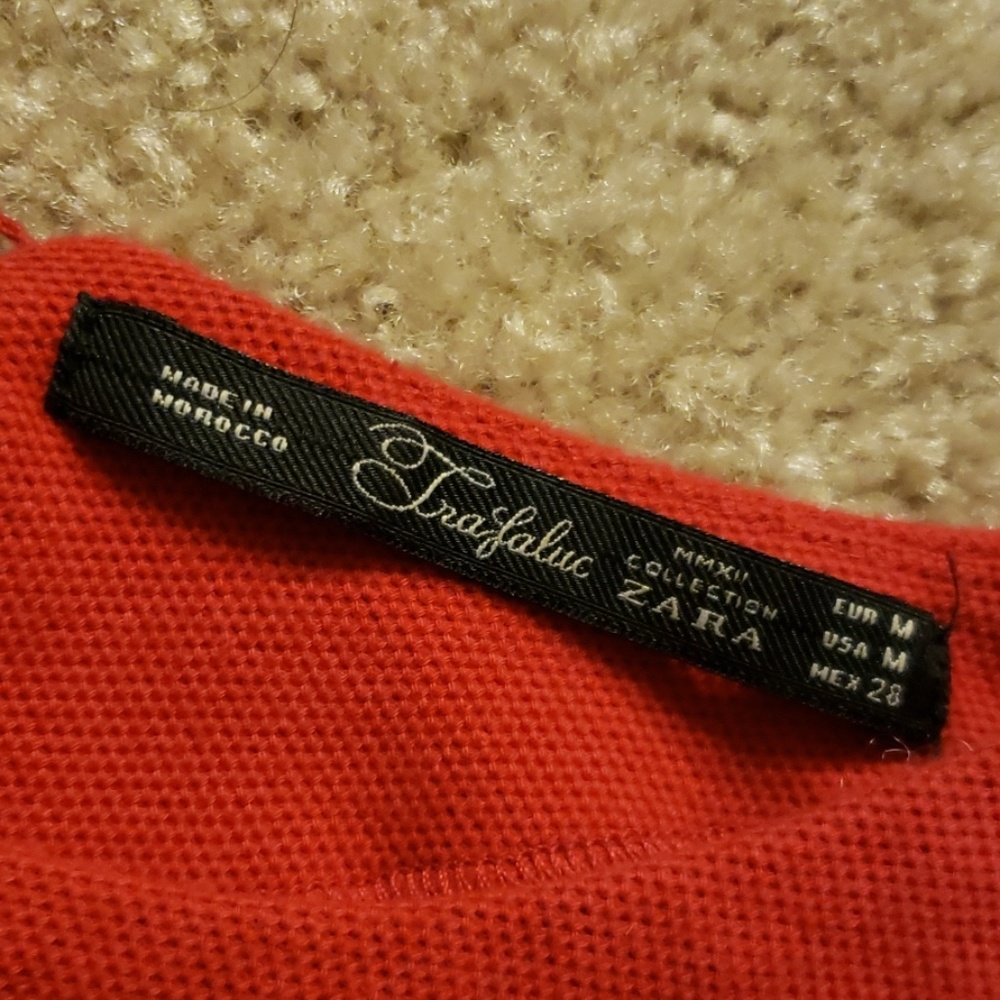 MADE IN
MOROCCO
Trafaluc
MMXII
COLLECTION
ZARA
EUR M
USA M
MEX 28